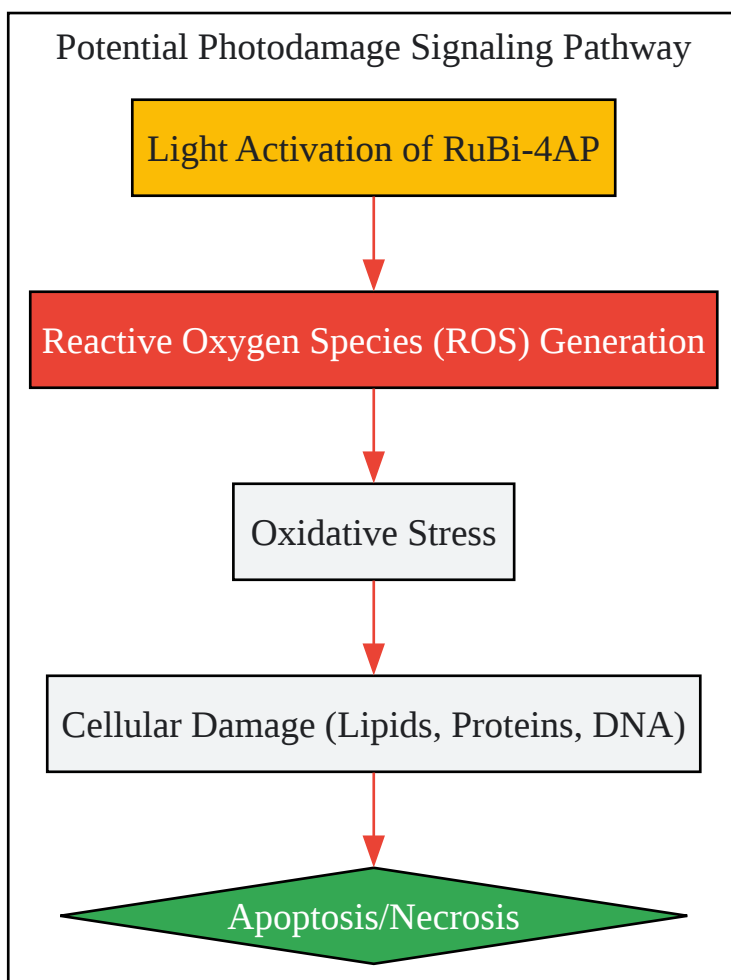 Potential Photodamage Signaling Pathway
Light Activation of RuBi-4AP
Reactive Oxygen Species (ROS) Generation
Oxidative Stress
Cellular Damage (Lipids, Proteins, DNA)
Apoptosis/Necrosis